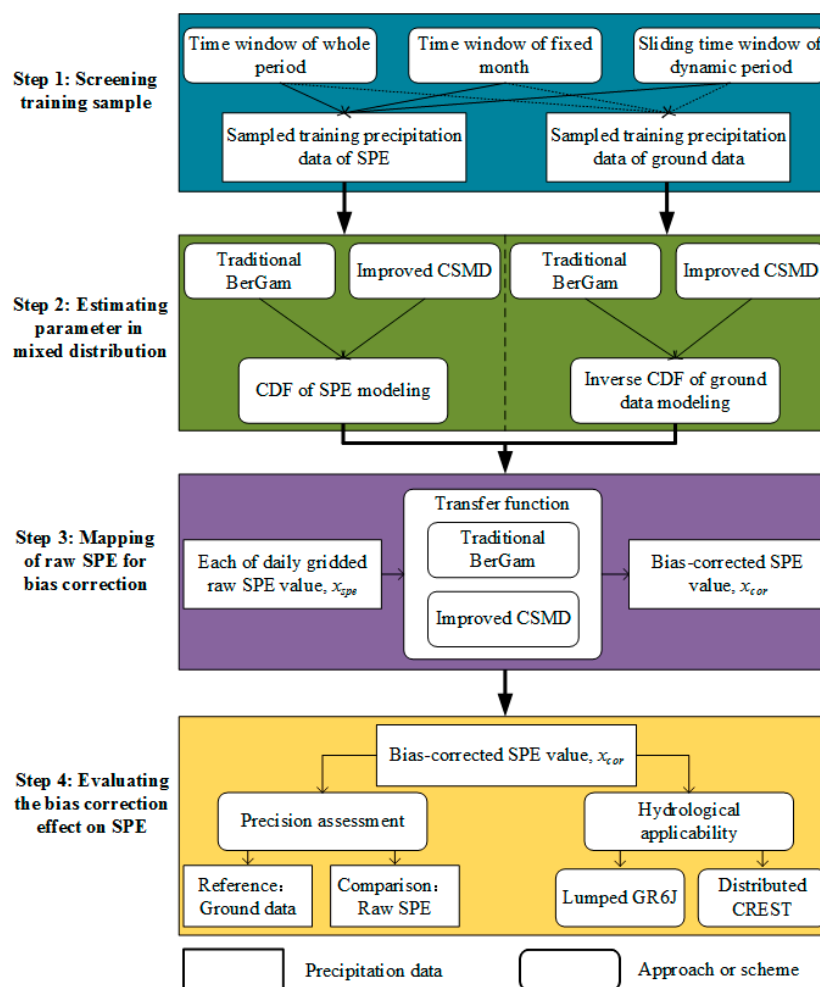 Time window of whole
period
Time window of fixed
month
Sliding time window of
dynamic period
Step 1: Screening
training sample
Sampled training precipitation
data of SPE
Sampled training precipitation
data of ground data
Traditional
BerGam
Improved CSMD
Traditional
BerGam
Improved CSMD
Step 2: Estimating
parameter in
mixed distribution
CDF of SPE modeling
Inverse CDF of ground
data modeling
Step 3: Mapping
of raw SPE for
bias correction
Each of daily gridded
raw SPE value, xspe
Transfer function
Traditional
BerGam
Improved CSMD
Bias-corrected SPE
value, xcor
Step 4: Evaluating
the bias correction
effect on SPE
Bias-corrected SPE value, xcor
Precision assessment
Hydrological
applicability
Reference：
Ground data
Comparison：
Raw SPE
Lumped GR6J
Distributed
CREST
Precipitation data
Approach or scheme